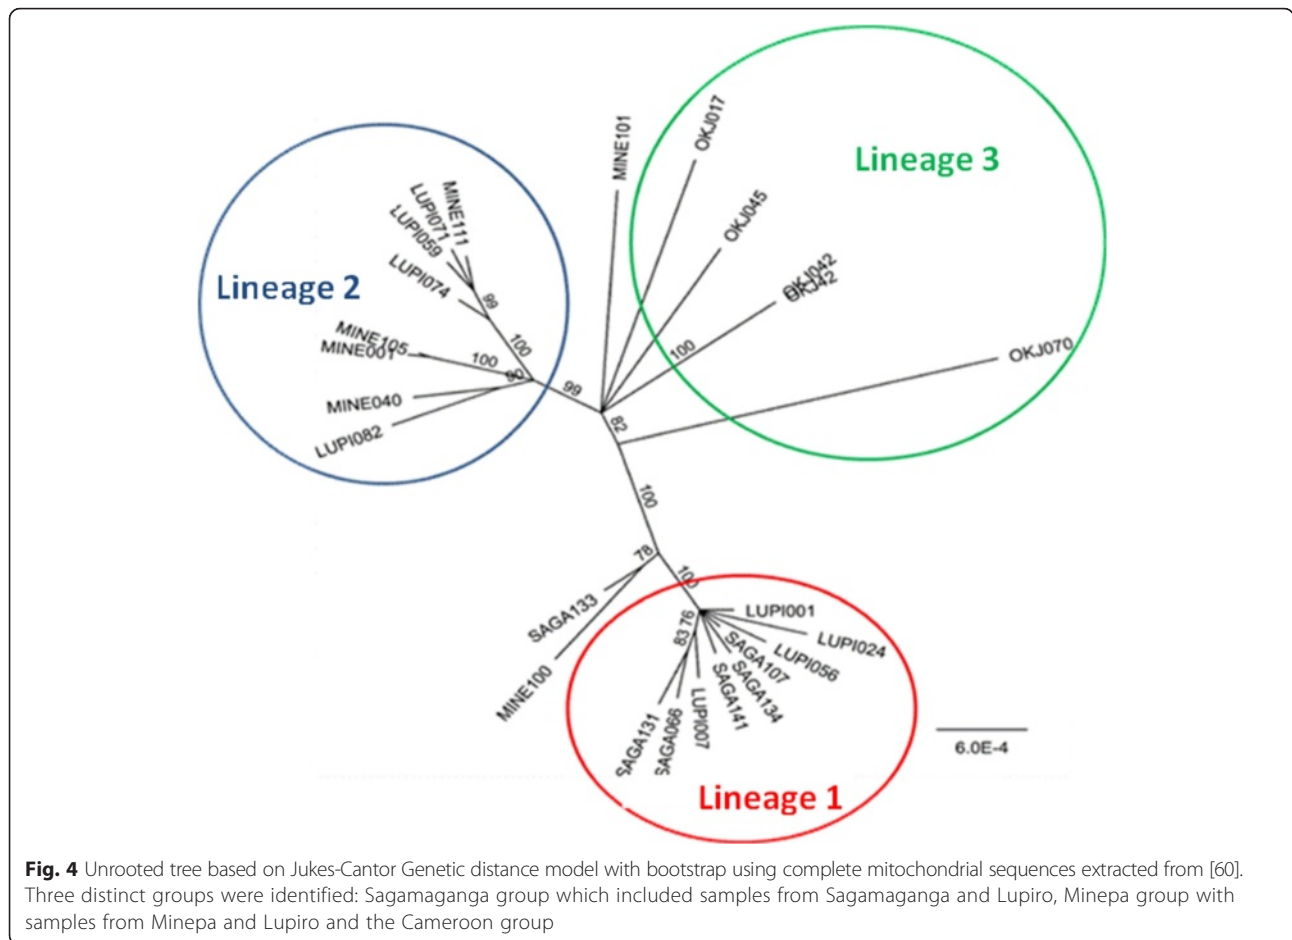 MINE101
OKJ017
Lineage 3
OKJ045
MINE111
LUPI071
LUPI059
LUPI074
Lineage 2
OKJ042
OKJ42
99
100
MINE105
MINE001
100
90
99
100
OKJ070
MINE040
82
LUPI082
100
78
100
SAGA133
MINE100
LUPI001
LUPI024
LUPI056
SAGA107
SAGA134
SAGA141
76
83
LUPI007
SAGA066
SAGA131
6.0E-4
Lineage 1
Fig. 4 Unrooted tree based on Jukes-Cantor Genetic distance model with bootstrap using complete mitochondrial sequences extracted from [60].
Three distinct groups were identified: Sagamaganga group which included samples from Sagamaganga and Lupiro, Minepa group with
samples from Minepa and Lupiro and the Cameroon group